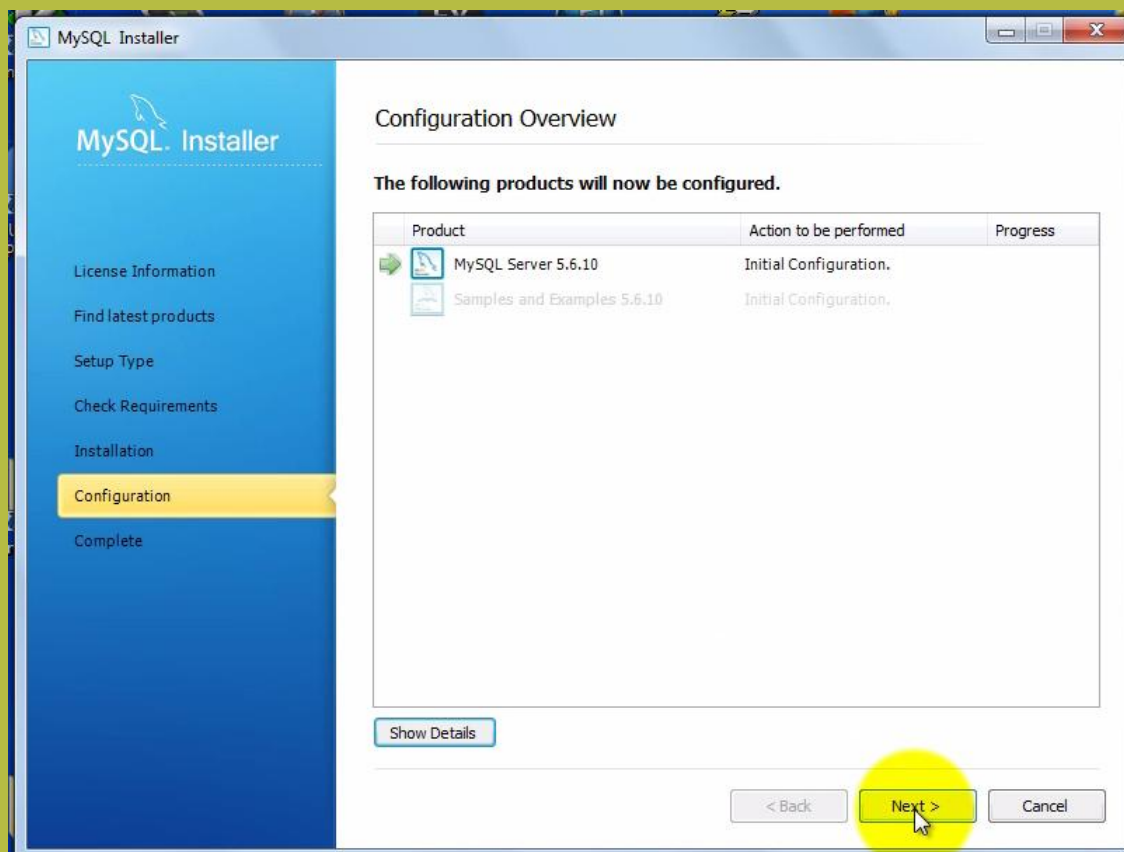 MySQL Installer
MySQL. Installer
License Information
Find latest products
Setup Type
Check Requirements
Installation
Configuration
Complete
Configuration Overview
The following products will now be configured.
Product Action to be performed Progress
MySQL Server 5.6.10 Initial Configuration.
Samples and Examples 5.6.10 Initial Configuration.
Show Details
< Back Next > Cancel